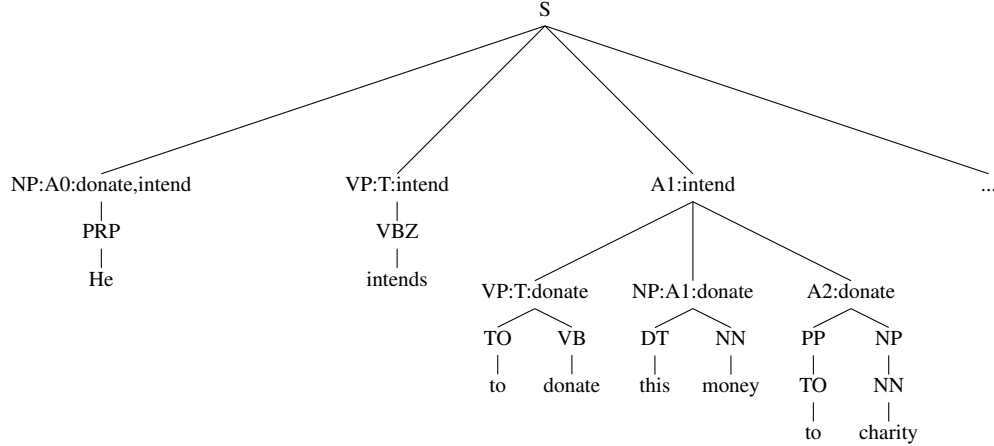 S
NP:A0:donate,intend VP:T:intend A1:intend ...
PRP VBZ
He intends
VP:T:donate NP:A1:donate A2:donate
TO VB DT NN PP NP
to donate this money TO NN
to charity